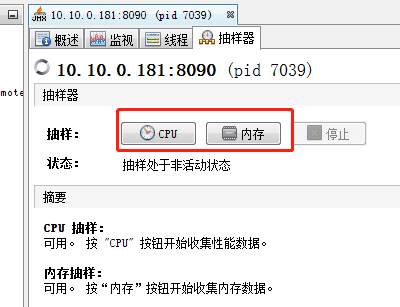 JMX 10.10.0.181:8090 (pid 7039)
概述 监视 线程 抽样器
mote
10.10.0.181:8090 (pid 7039)
抽样器
抽样: CPU 内存 停止
状态: 抽样处于非活动状态
摘要
CPU 抽样:
可用。 按 "CPU" 按钮开始收集性能数据。
内存抽样:
可用。 按“内存”按钮开始收集内存数据。